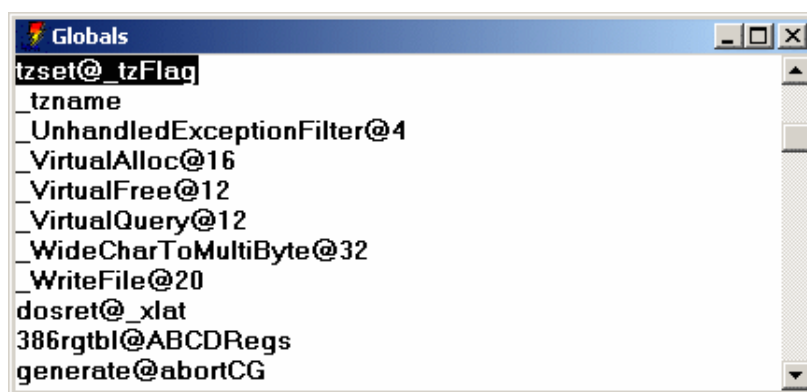 Globals
tzset@_tzFlag
_tzname
_UnhandledExceptionFilter@4
_VirtualAlloc@16
_VirtualFree@12
_VirtualQuery@12
_WideCharToMultiByte@32
_WriteFile@20
dosret@_xlat
386rgtbl@ABCDRegs
generate@abortCG